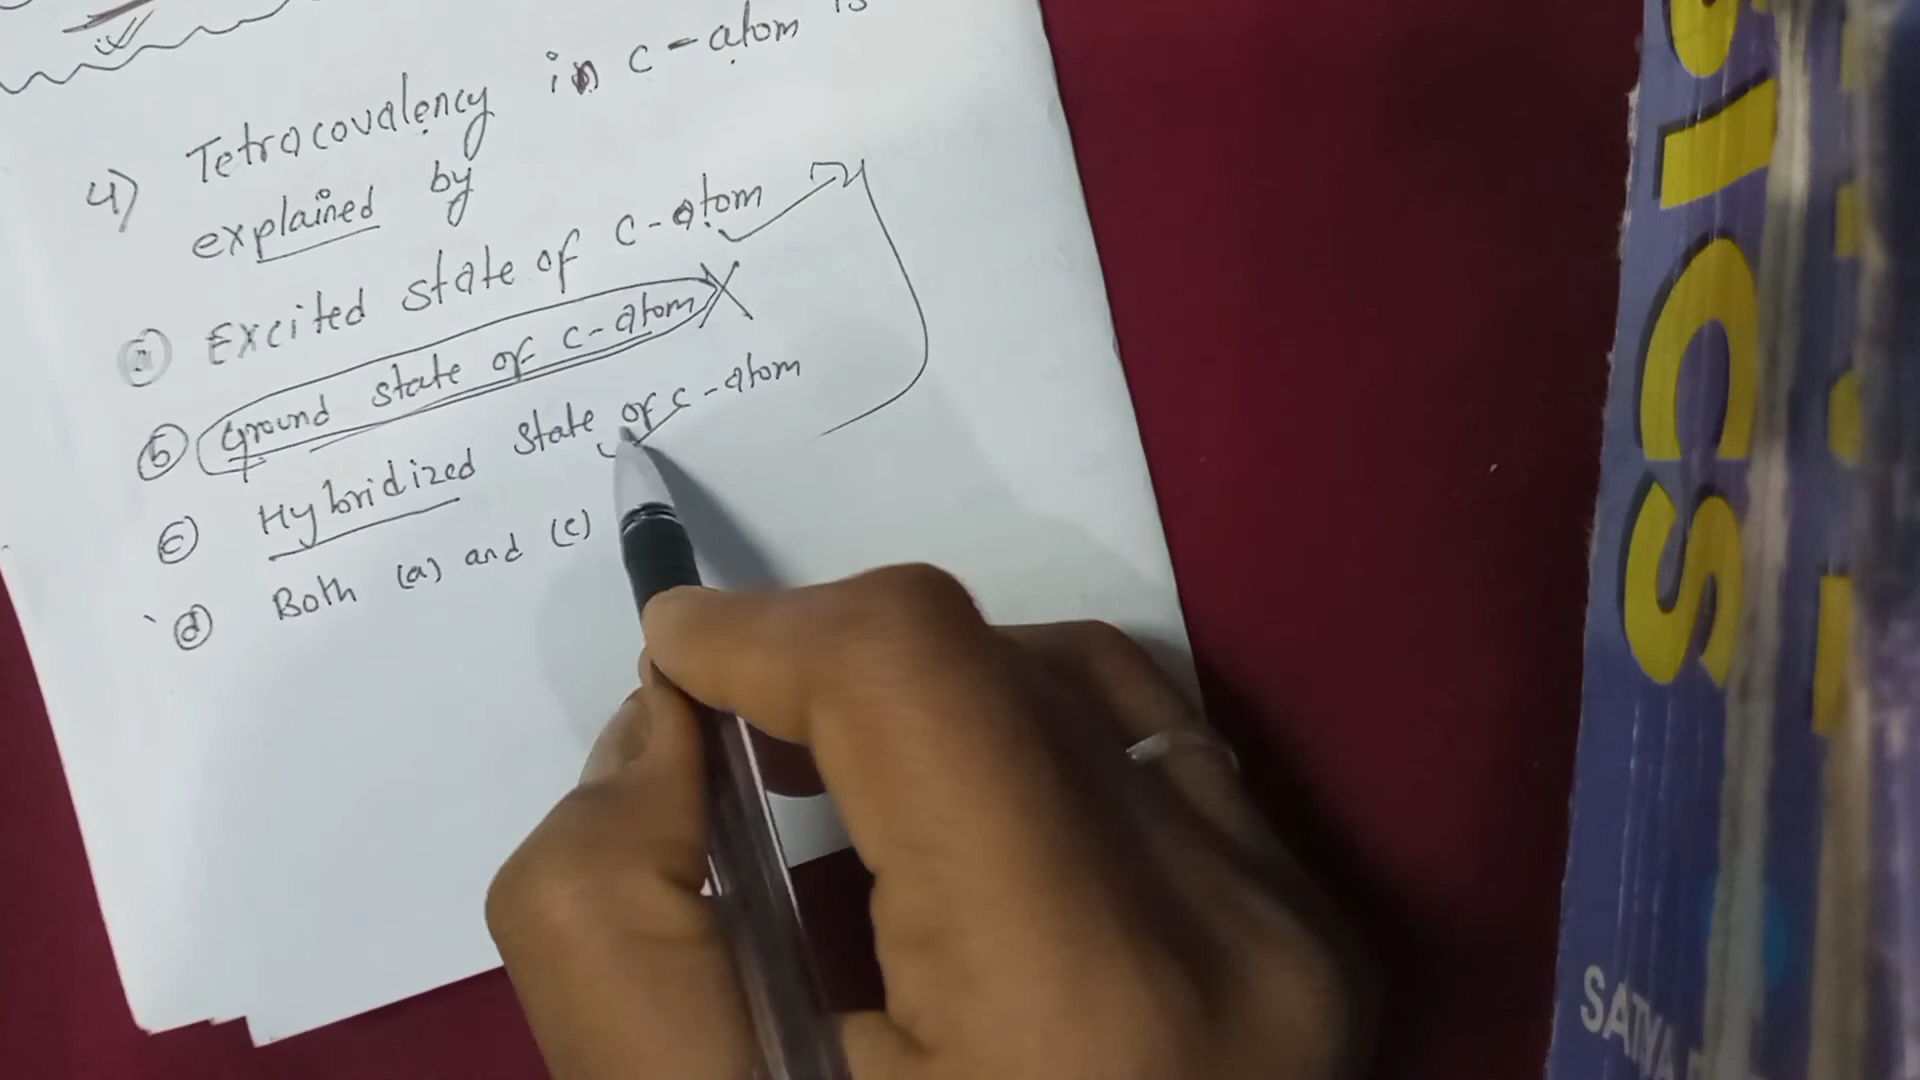 4) Tetracovalency in c-atom is
explained by
a Excited state of c-atom
b Ground state of c-atom
c Hybridized state of c-atom
d Both (a) and (c)
SICS
SATYA